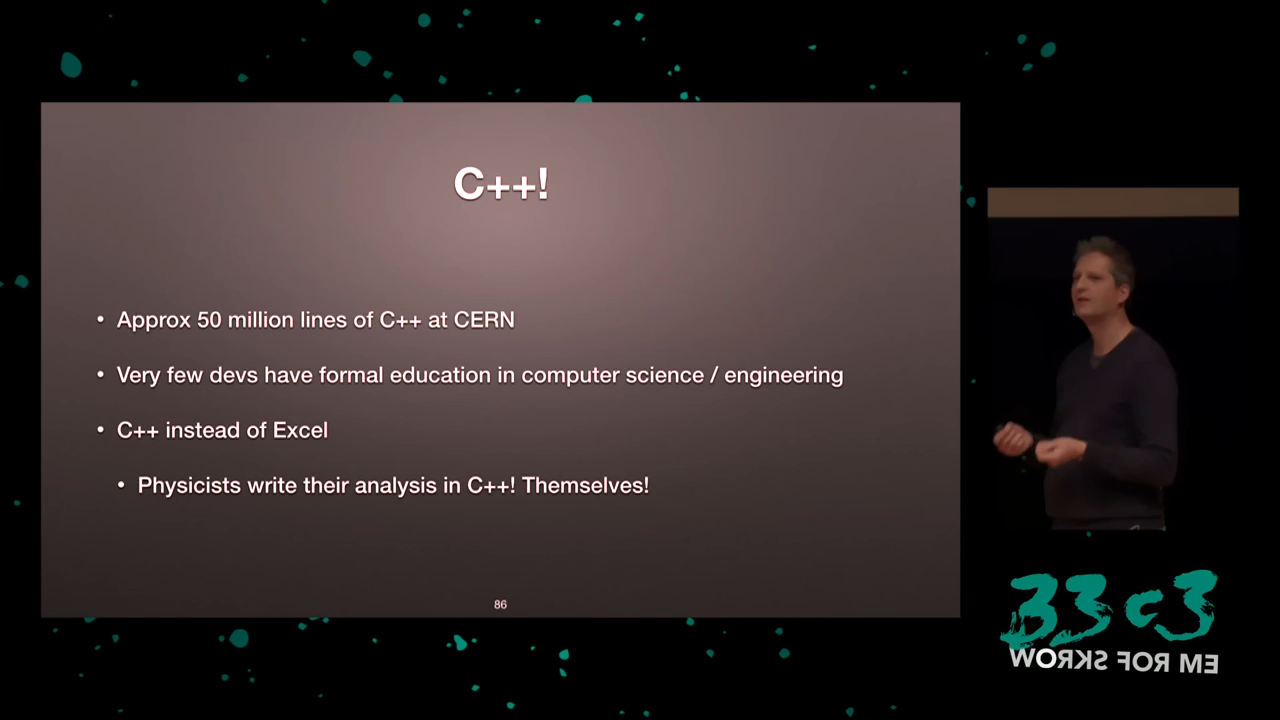 C++!
• Approx 50 million lines of C++ at CERN
• Very few devs have formal education in computer science / engineering
• C++ instead of Excel
• Physicists write their analysis in C++! Themselves!
86
33c3
WORKS FOR ME